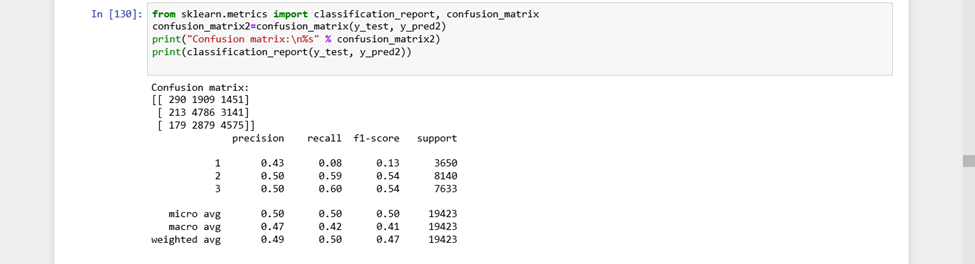 In [130]: from sklearn.metrics import classification_report, confusion_matrix
confusion_matrix2=confusion_matrix(y_test, y_pred2)
print("Confusion matrix:\n%s" % confusion_matrix2)
print(classification_report(y_test, y_pred2))
Confusion matrix:
[[ 290 1909 1451]
[ 213 4786 3141]
[ 179 2879 4575]]
precision recall f1-score support
1 0.43 0.08 0.13 3650
2 0.50 0.59 0.54 8140
3 0.50 0.60 0.54 7633
micro avg 0.50 0.50 0.50 19423
macro avg 0.47 0.42 0.41 19423
weighted avg 0.49 0.50 0.47 19423